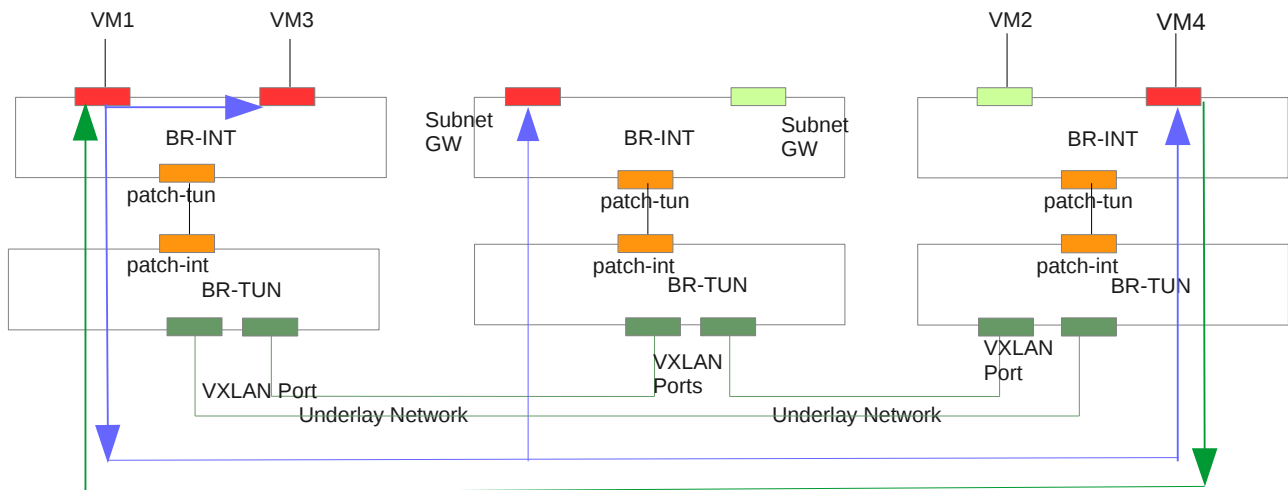 VM1
VM3
VM2
VM4
Subnet
GW
Subnet
GW
BR-INT
BR-INT
BR-INT
patch-tun
patch-tun
patch-tun
patch-int
patch-int
patch-int
BR-TUN
BR-TUN
BR-TUN
VXLAN Port
VXLAN
Ports
VXLAN
Port
Underlay Network
Underlay Network